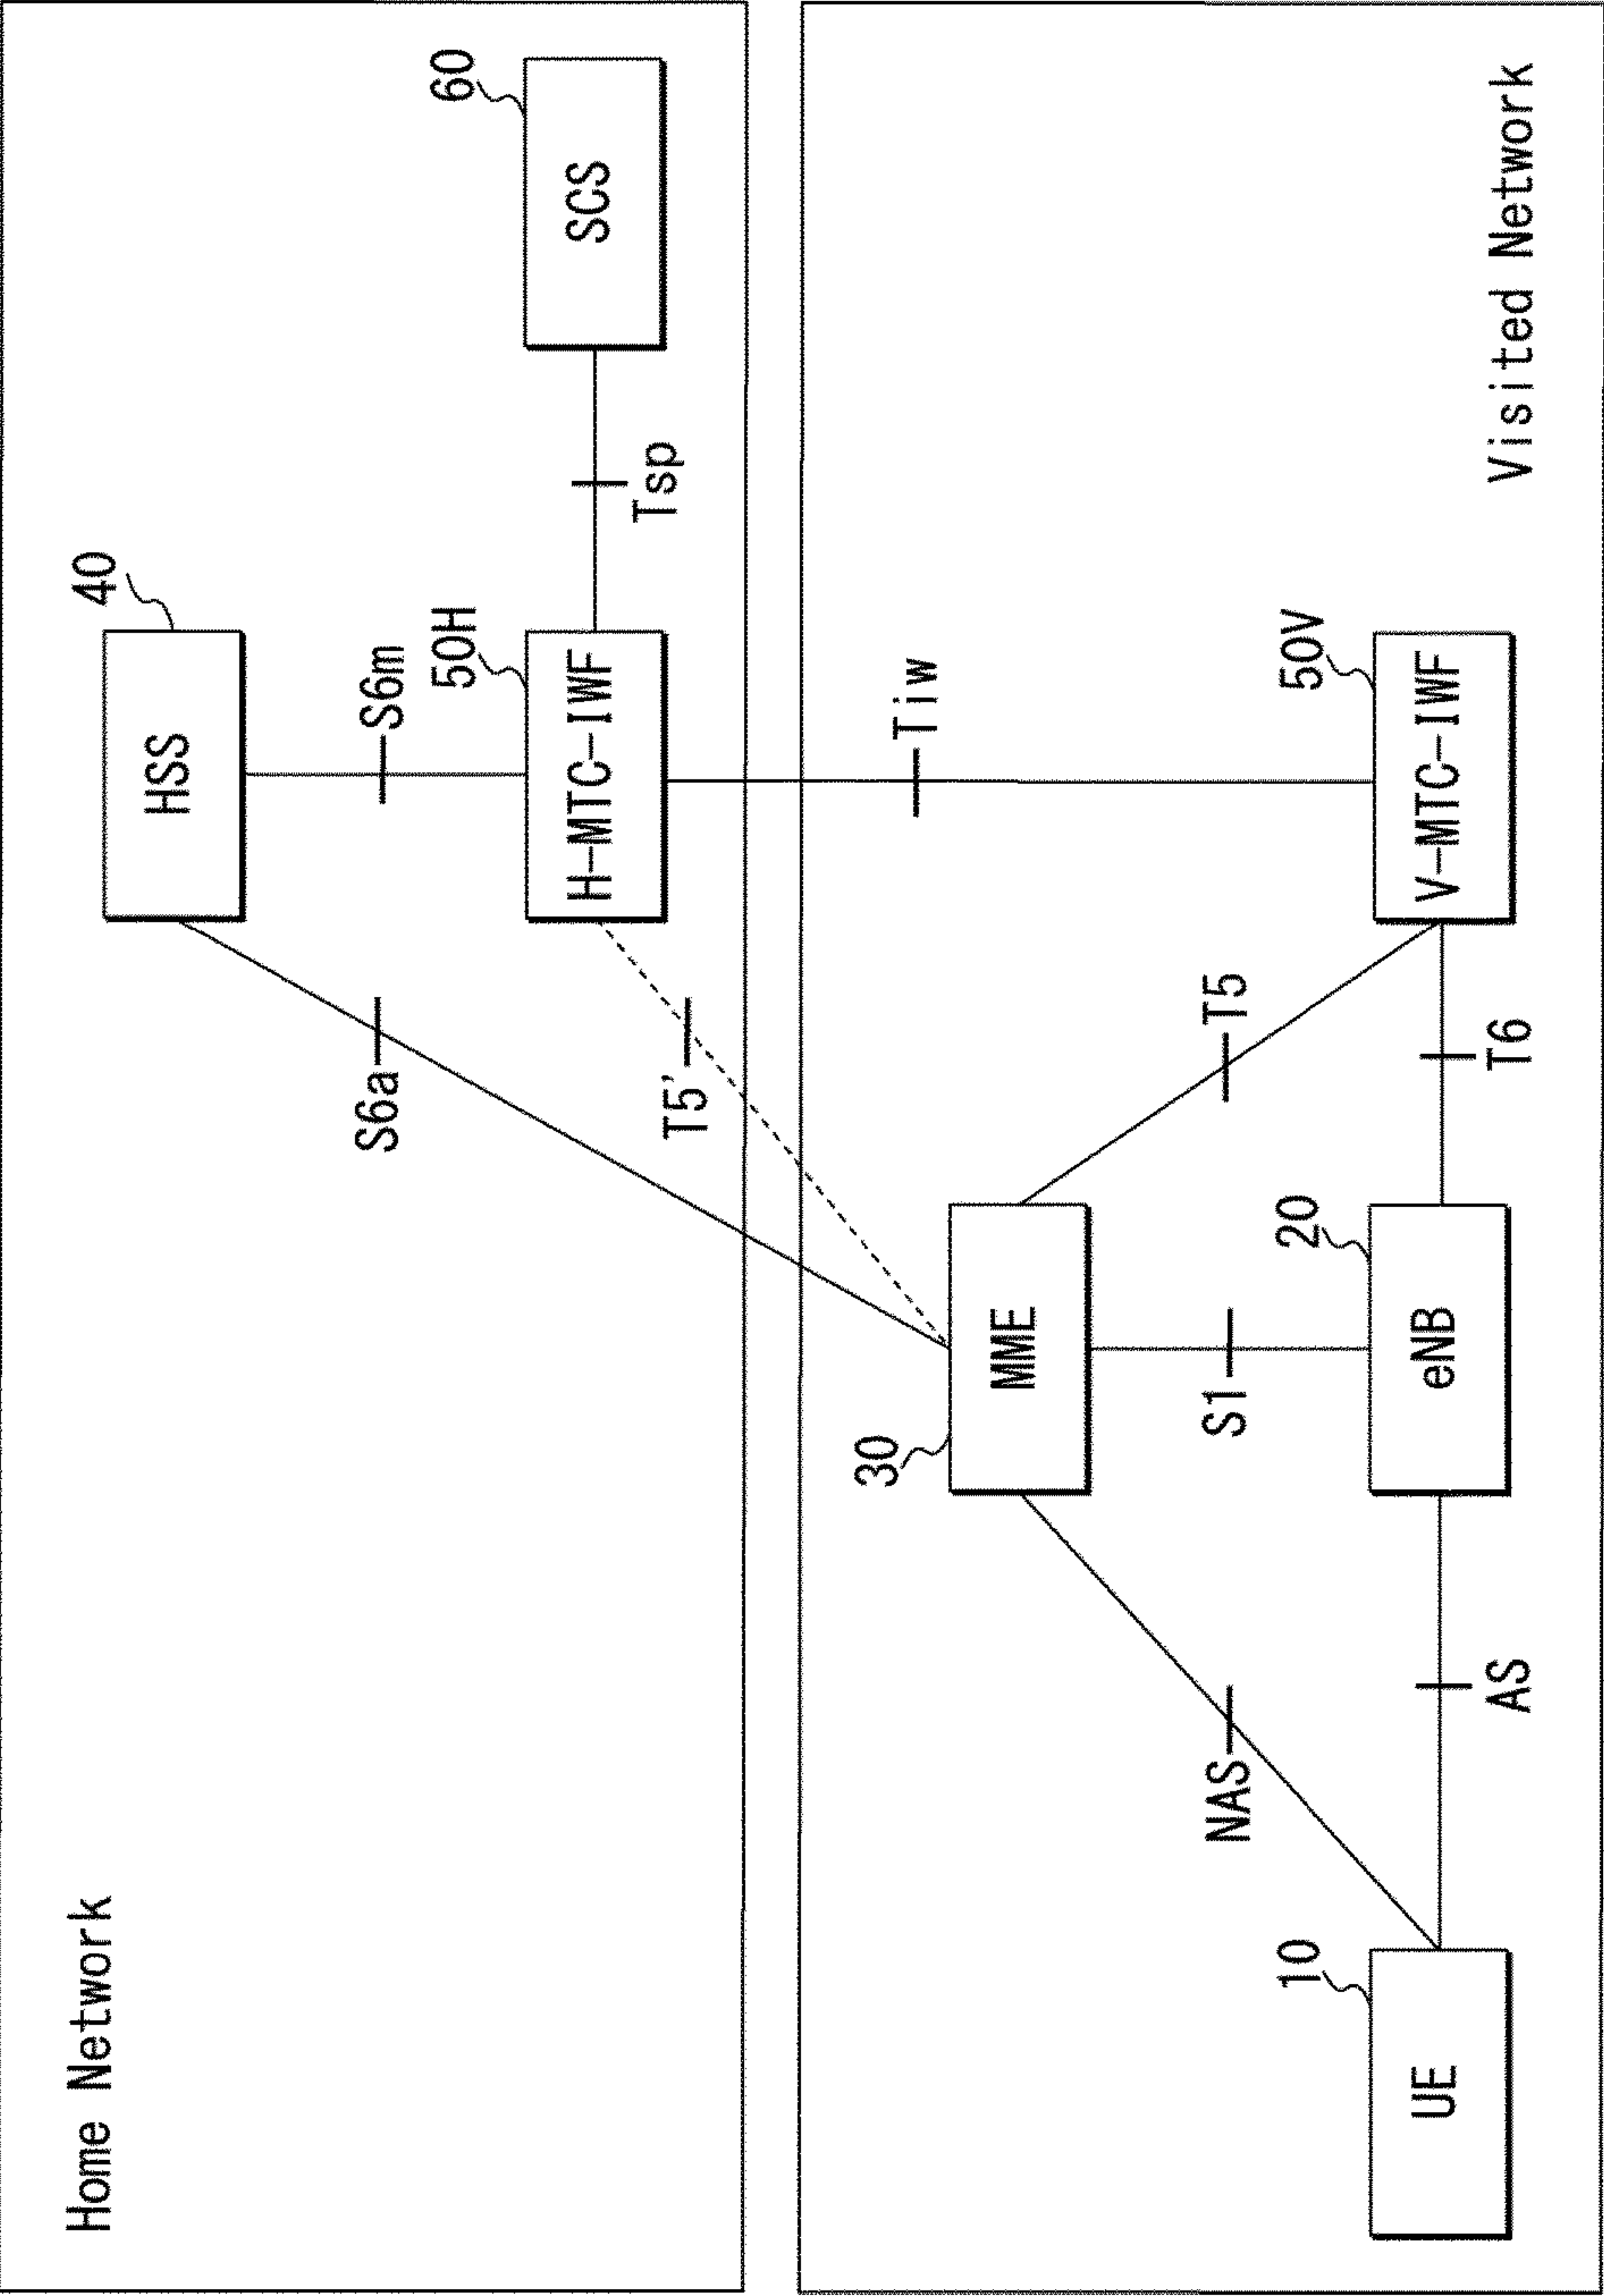 Home Network
40
HSS
S6a
S6m
50H
60
H-MTC-IWF
SCS
T5'
Tsp
Tiw
30
MME
NAS
S1
T5
10
20
50V
UE
eNB
V-MTC-IWF
AS
T6
Visited Network